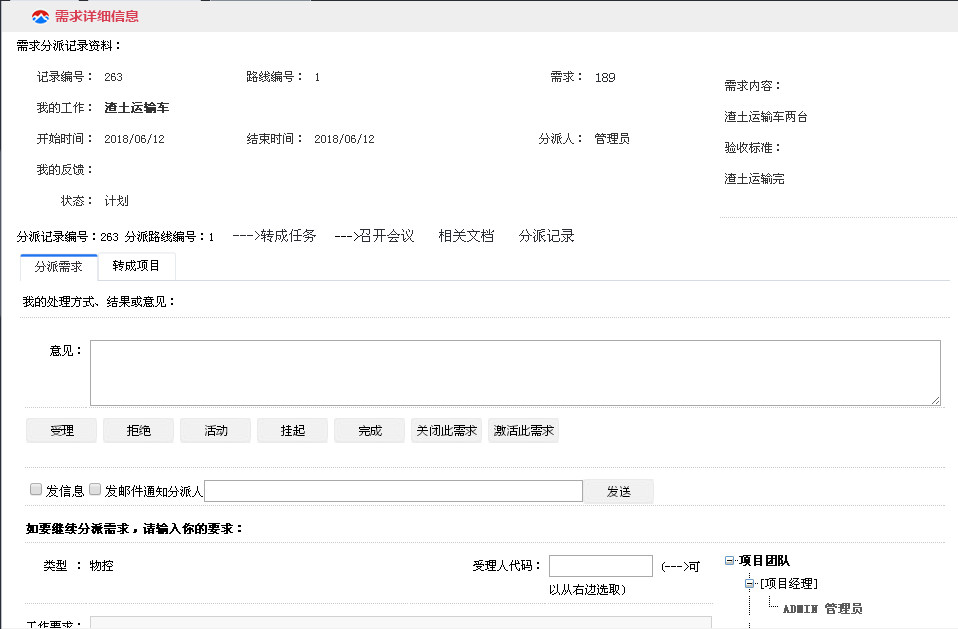 需求详细信息
需求分派记录资料：
记录编号： 263 路线编号： 1 需求： 189
我的工作： 渣土运输车
开始时间： 2018/06/12 结束时间： 2018/06/12 分派人： 管理员
我的反馈：
状态： 计划
需求内容：
渣土运输车两台
验收标准：
渣土运输完
分派记录编号：263 分派路线编号：1 --->转成任务 --->召开会议 相关文档 分派记录
分派需求 转成项目
我的处理方式、结果或意见：
意见：
受理 拒绝 活动 挂起 完成 关闭此需求 激活此需求
发信息 发邮件通知分派人 发送
如要继续分派需求，请输入你的要求：
类型 ： 物控 受理人代码： (--->可
以从右边选取)
项目团队
[项目经理]
ADMIN 管理员
工作要求：